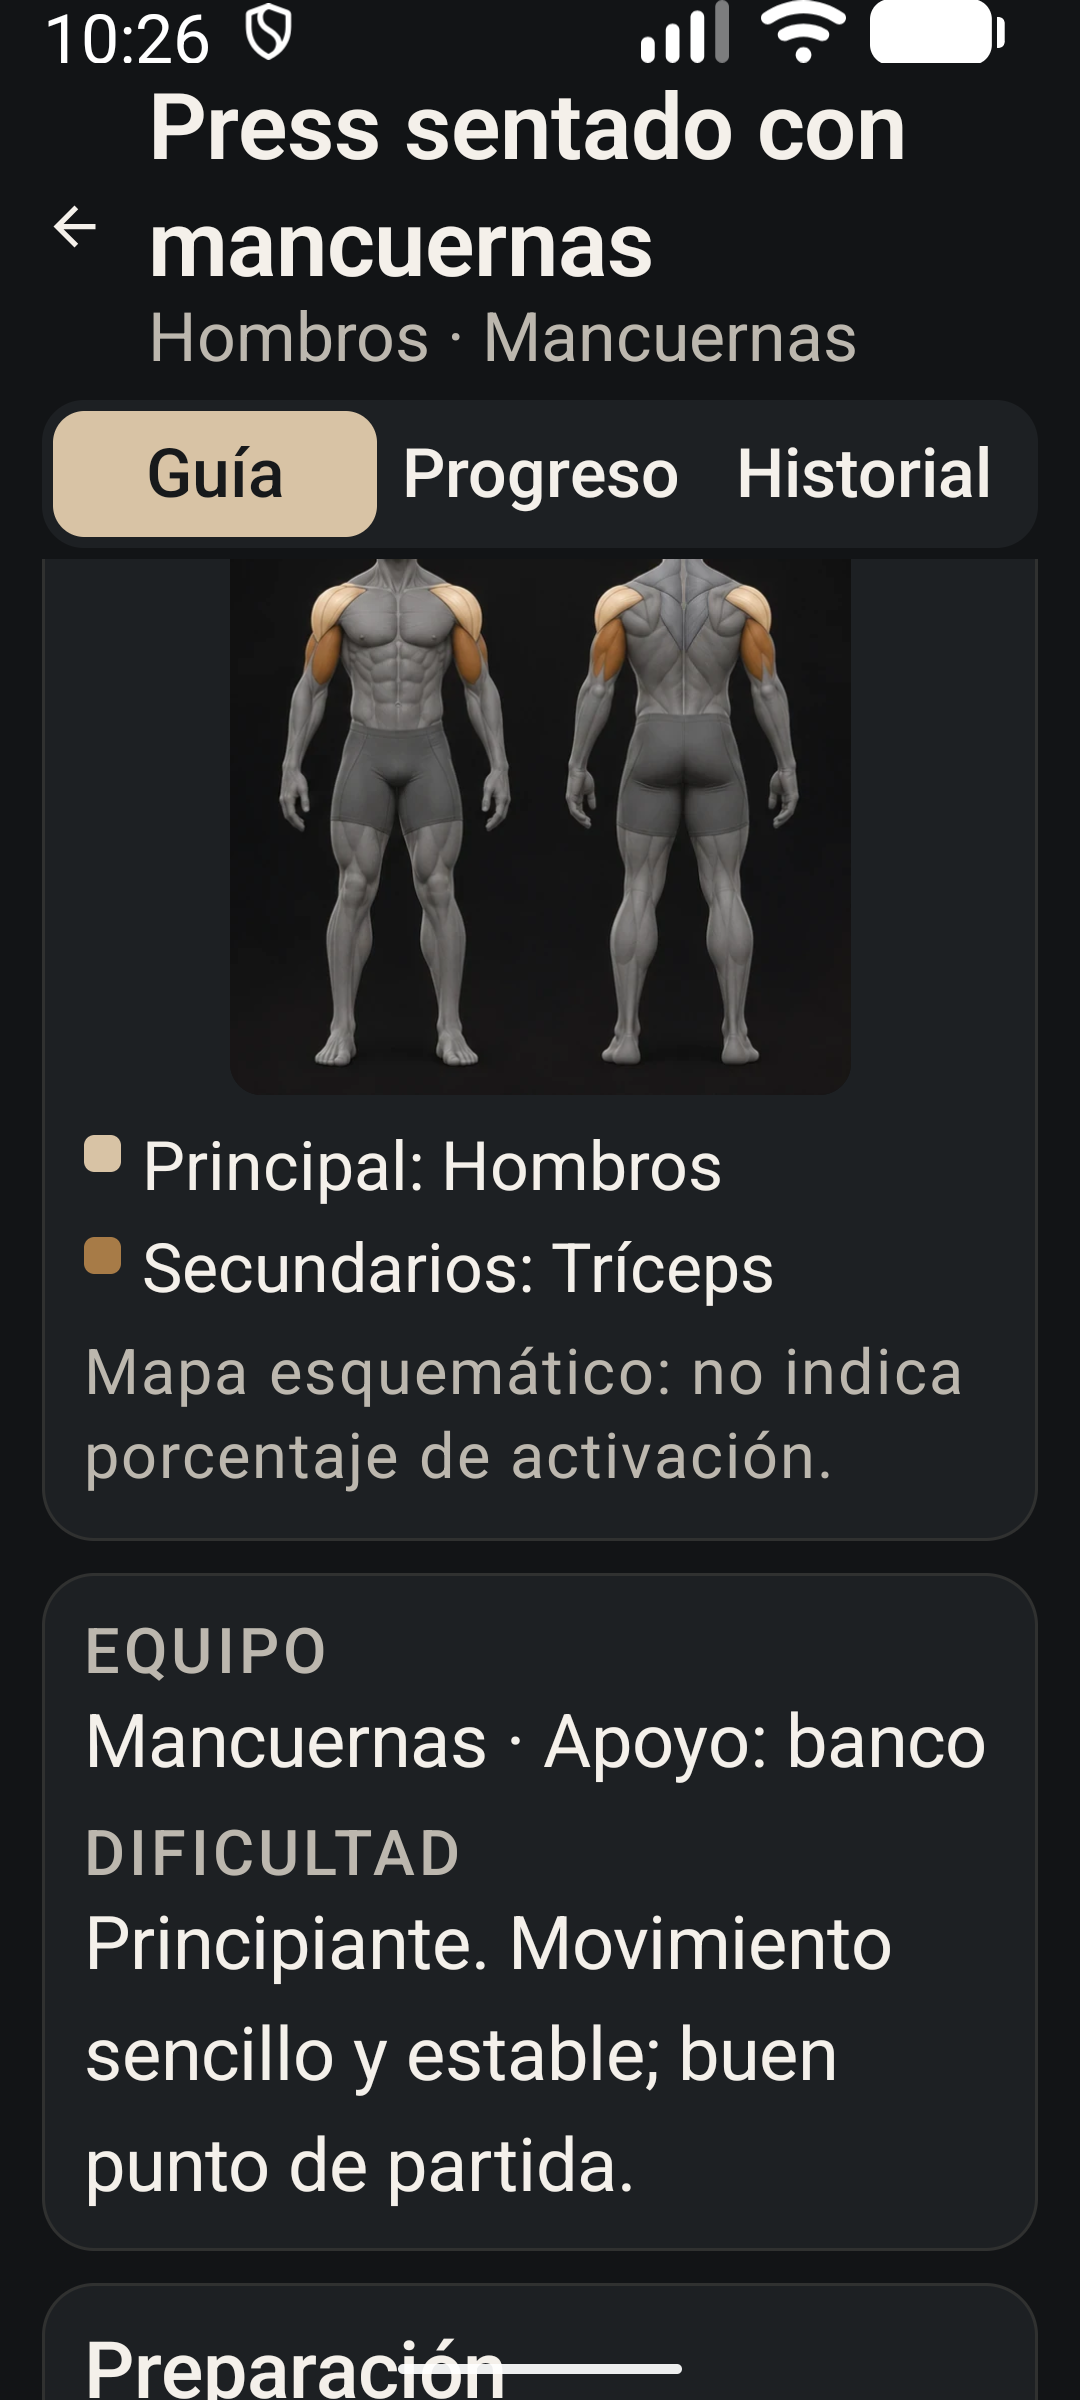 10:26
Press sentado con
mancuernas
Hombros · Mancuernas
Guía Progreso Historial
Principal: Hombros
Secundarios: Tríceps
Mapa esquemático: no indica
porcentaje de activación.
EQUIPO
Mancuernas · Apoyo: banco
DIFICULTAD
Principiante. Movimiento
sencillo y estable; buen
punto de partida.
Preparación